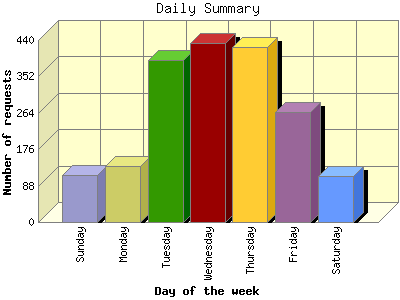 Daily Summary
Number of requests
440
352
264
176
88
0
Sunday
Monday
Tuesday
Wednesday
Thursday
Friday
Saturday
Day of the week